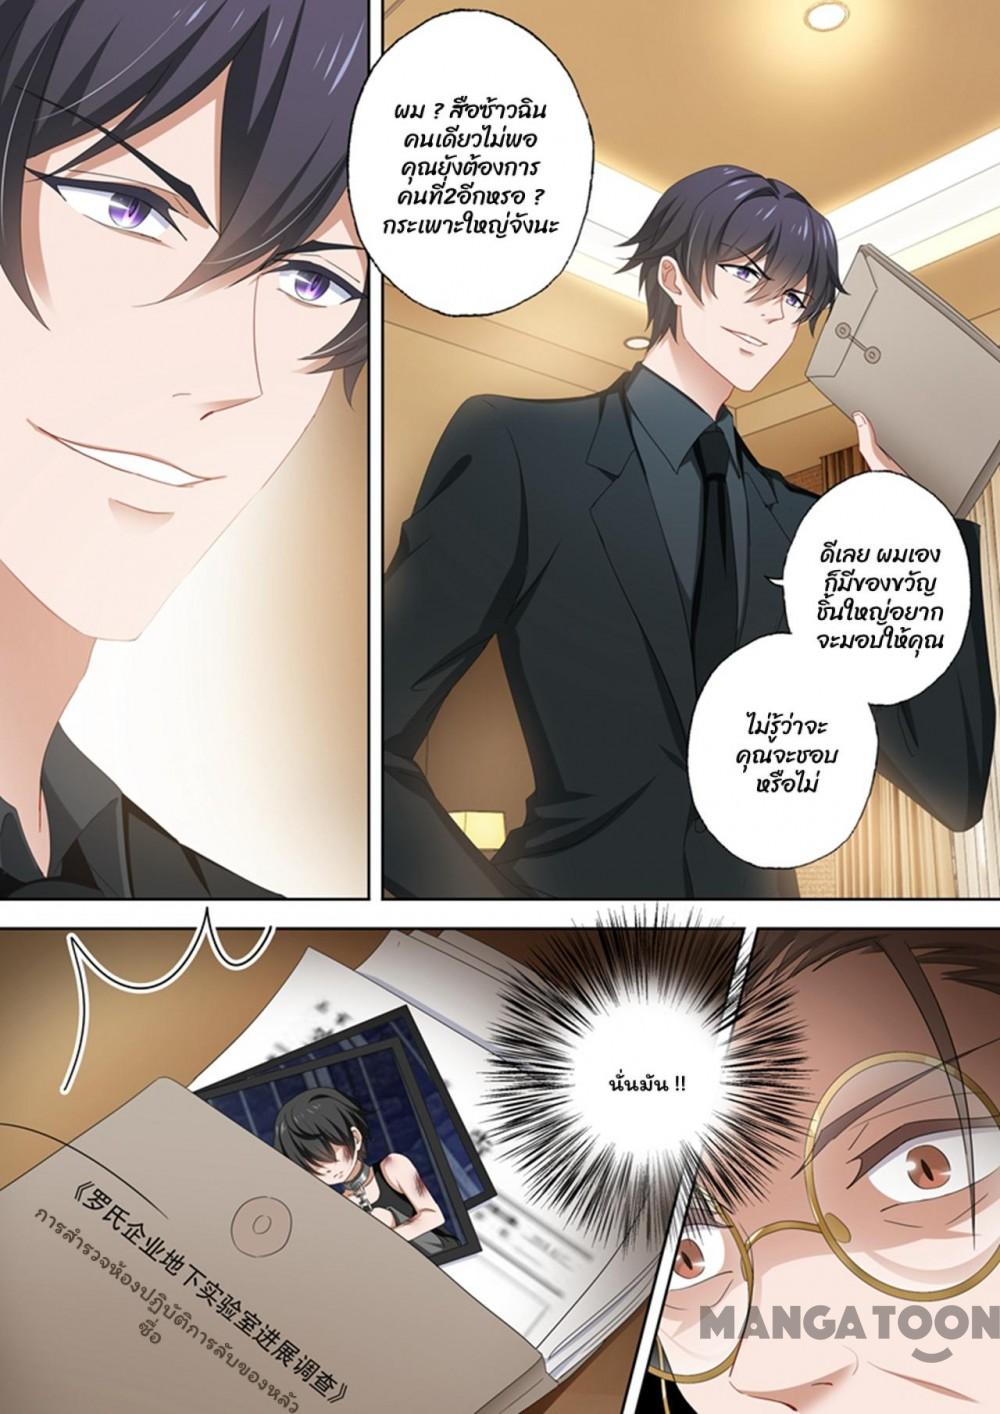 ผม ? สือซ้าวฉิน
คนเดียวไม่พอ
คุณยังต้องการ
คนที่2อีกหรอ ?
กระเพาะใหญ่จังนะ
ดีเลย ผมเอง
ก็มีของขวัญ
ชิ้นใหญ่อยาก
จะมอบให้คุณ
ไม่รู้ว่าจะ
คุณจะชอบ
หรือไม่
นั่นมัน !!
《罗氏企业地下实验室进展调查》
การสำรวจห้องปฏิบัติการลับของหลัว
ซื่อ
MANGATOON